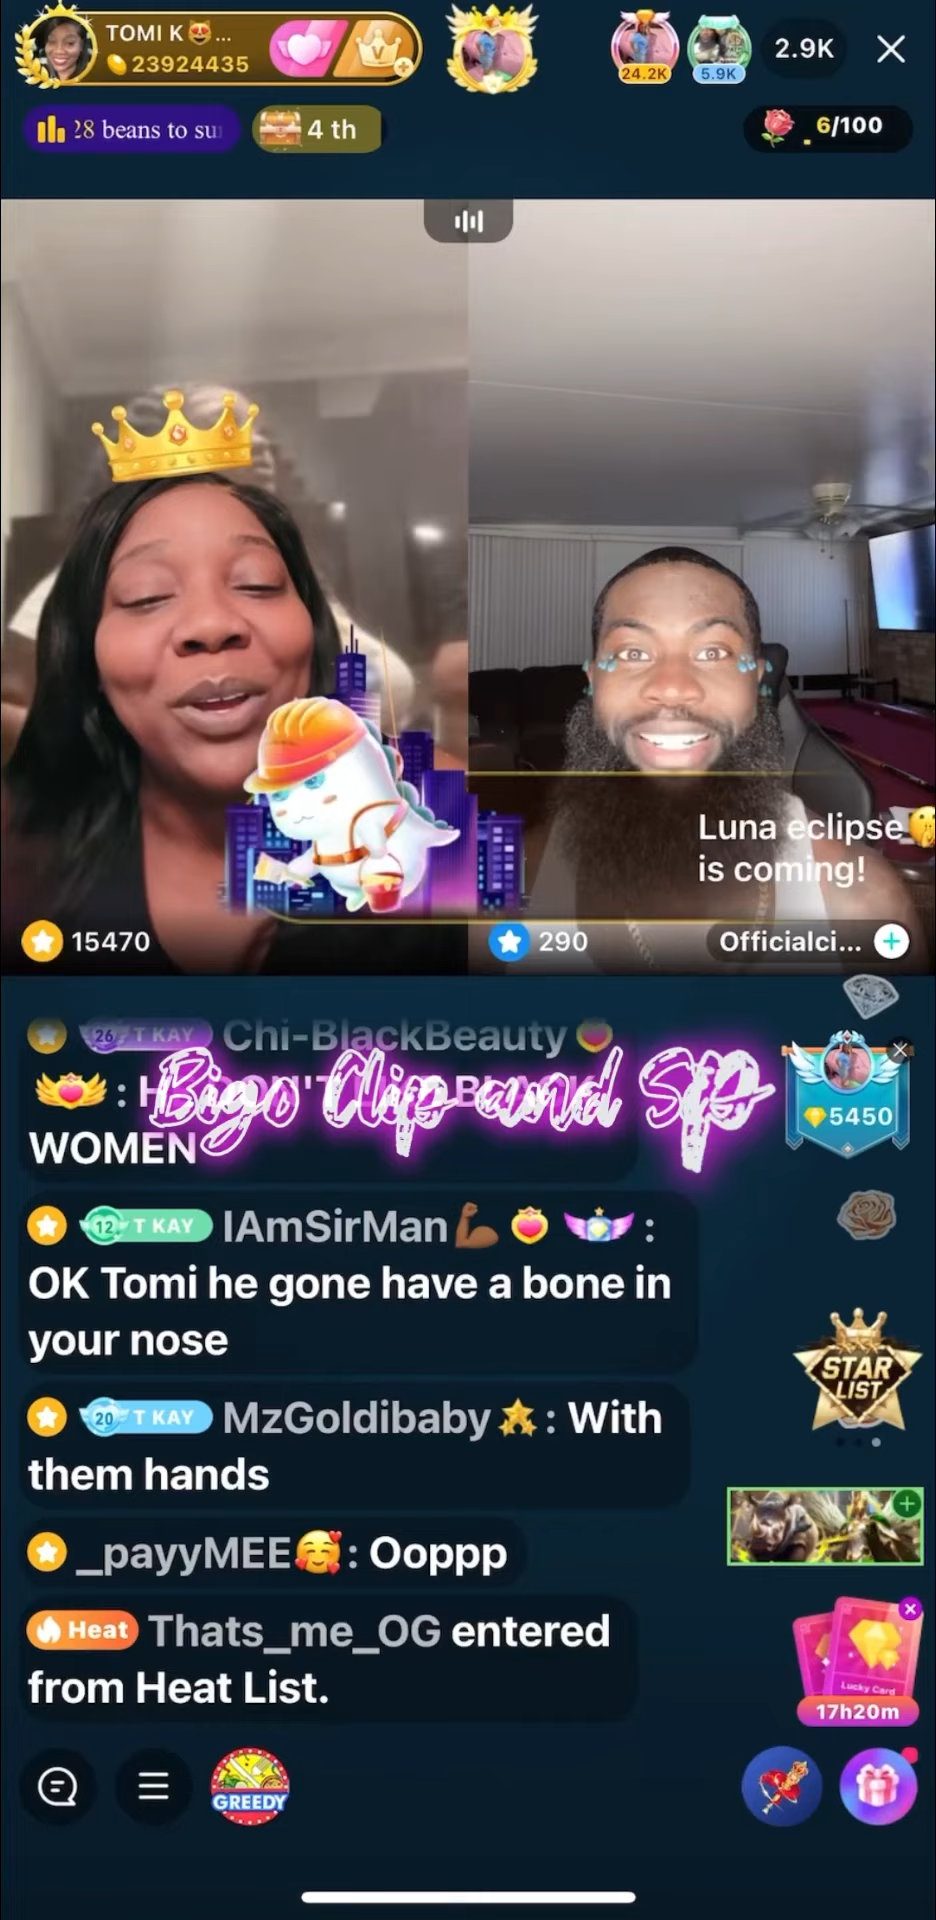 TOMI K😻...
23924435
24.2K
5.9K
2.9K
28 beans to su
4 th
6/100
Luna eclipse🤫
is coming!
15470
290
Officialci...
26 T KAY Chi-BlackBeauty
Bigo Clip and
5450
WOMEN
12 T KAY IAmSirMan💪🏾 :
OK Tomi he gone have a bone in
your nose
STAR
LIST
20 T KAY MzGoldibaby : With
them hands
_payyMEE🥰: Ooppp
Heat Thats_me_OG entered
from Heat List.
Lucky Card
17h20m
GREEDY